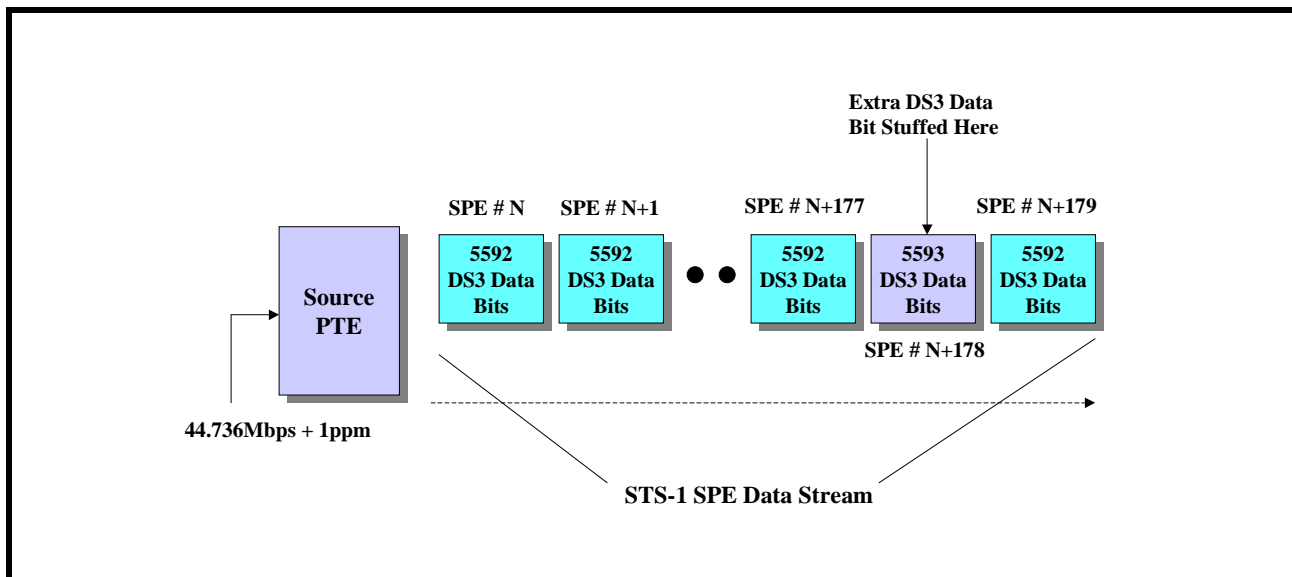 Extra DS3 Data
Bit Stuffed Here
SPE # N
SPE # N+1
SPE # N+177
SPE # N+179
Source
PTE
5592
DS3 Data
Bits
5592
DS3 Data
Bits
5592
DS3 Data
Bits
5593
DS3 Data
Bits
5592
DS3 Data
Bits
SPE # N+178
44.736Mbps + 1ppm
STS-1 SPE Data Stream